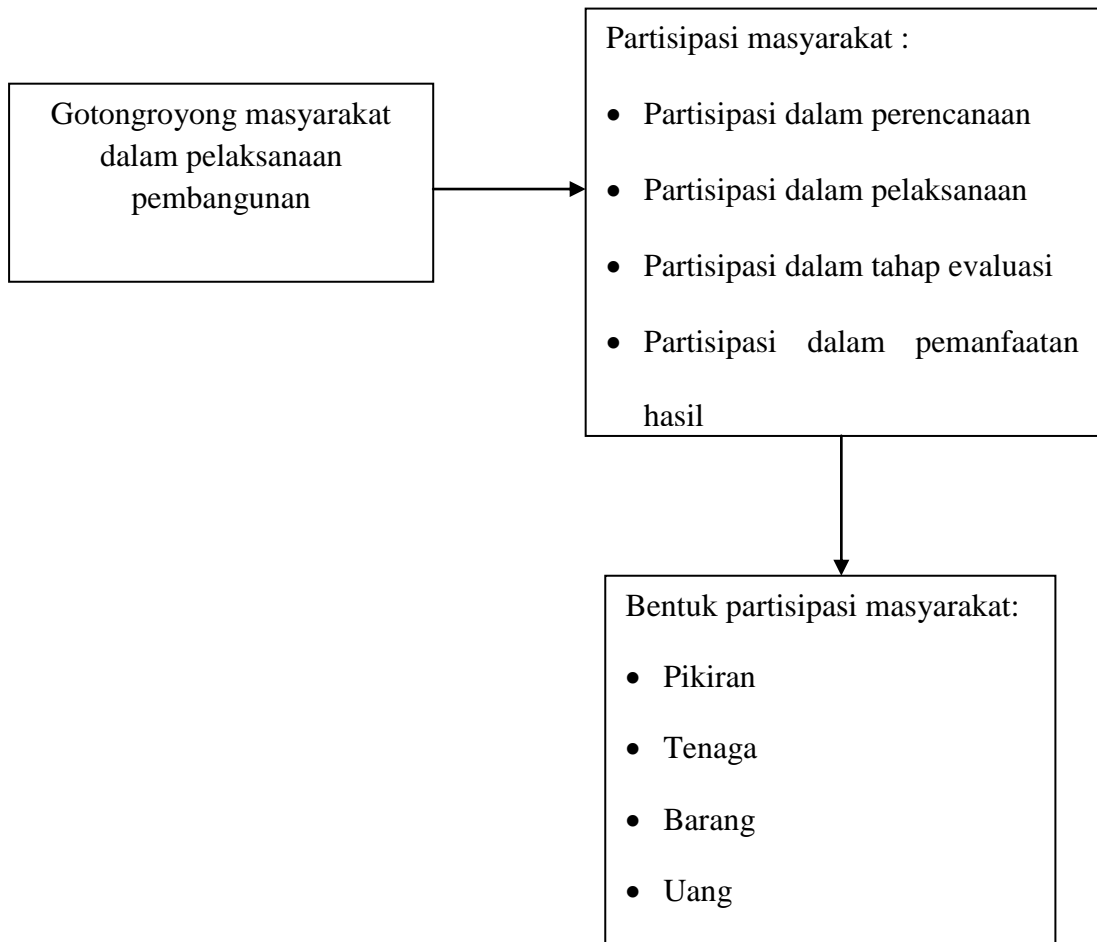 Gotongroyong masyarakat
dalam pelaksanaan
pembangunan
Partisipasi masyarakat :
• Partisipasi dalam perencanaan
• Partisipasi dalam pelaksanaan
• Partisipasi dalam tahap evaluasi
• Partisipasi dalam pemanfaatan
hasil
Bentuk partisipasi masyarakat:
• Pikiran
• Tenaga
• Barang
• Uang